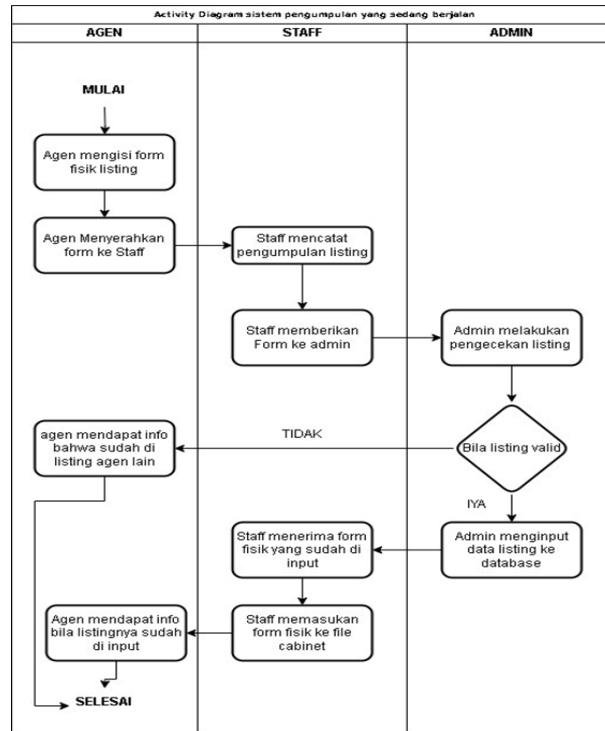 Activity Diagram sistem pengumpulan yang sedang berjalan
AGEN
STAFF
ADMIN
MULAI
Agen mengisi form
fisik listing
Agen Menyerahkan
form ke Staff
Staff mencatat
pengumpulan listing
Staff memberikan
Form ke admin
Admin melakukan
pengecekan listing
Bila listing valid
TIDAK
agen mendapat info
bahwa sudah di
listing agen lain
IYA
Admin menginput
data listing ke
database
Staff menerima form
fisik yang sudah di
input
Staff memasukan
form fisik ke file
cabinet
Agen mendapat info
bila listingnya sudah
di input
SELESAI